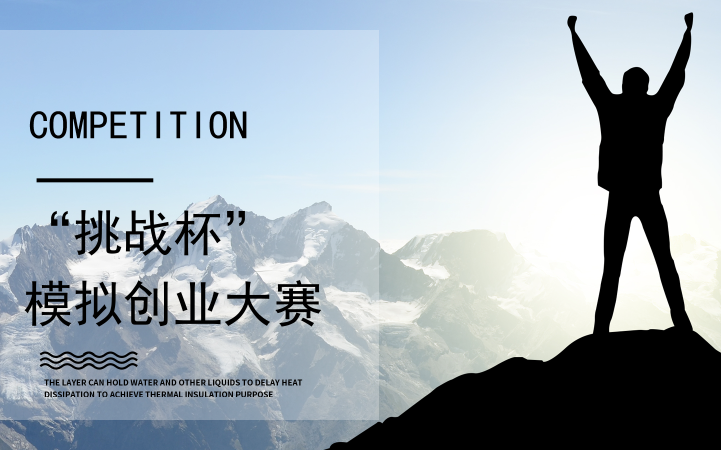 COMPETITION
“挑战杯”
模拟创业大赛
THE LAYER CAN HOLD WATER AND OTHER LIQUIDS TO DELAY HEAT
DISSIPATION TO ACHIEVE THERMAL INSULATION PURPOSE